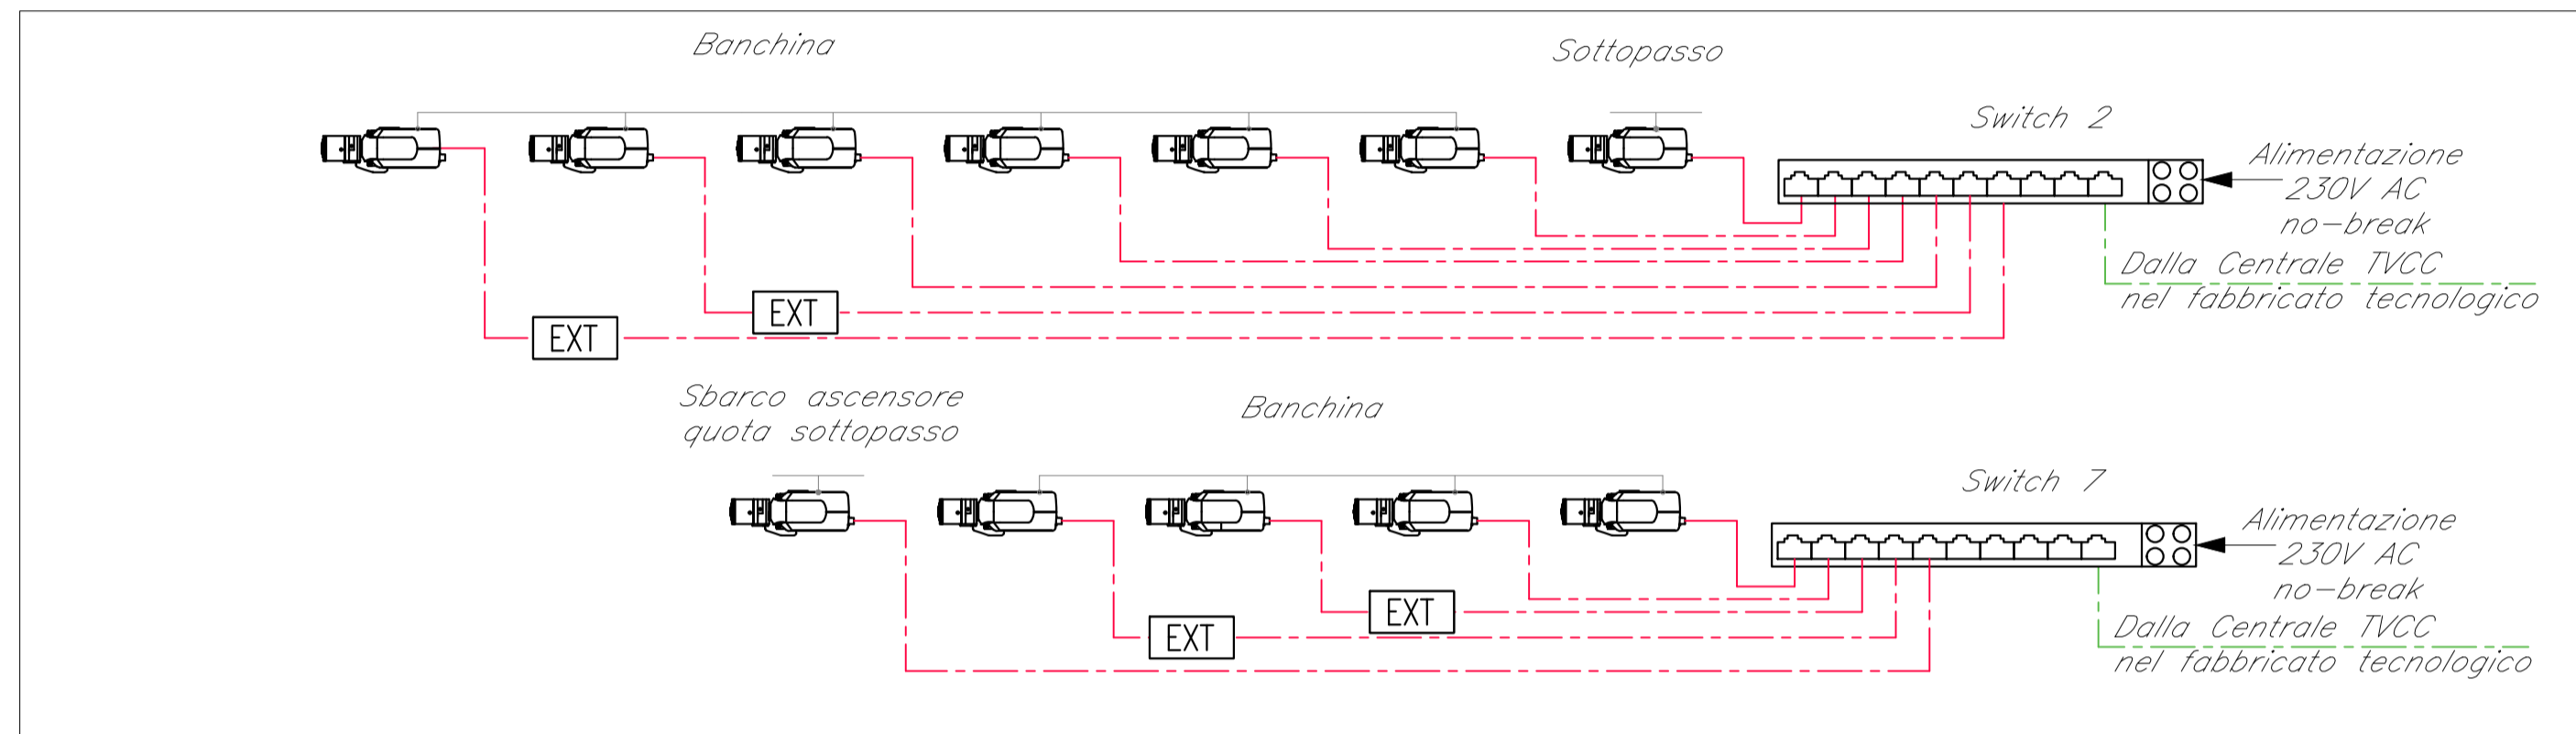 Banchina
Sottopasso
Switch 2
Alimentazione
230V AC
no-break
Dalla Centrale TVCC
nel fabbricato tecnologico
EXT
EXT
Sbarco ascensore
quota sottopasso
Banchina
Switch 7
Alimentazione
230V AC
no-break
Dalla Centrale TVCC
nel fabbricato tecnologico
EXT
EXT